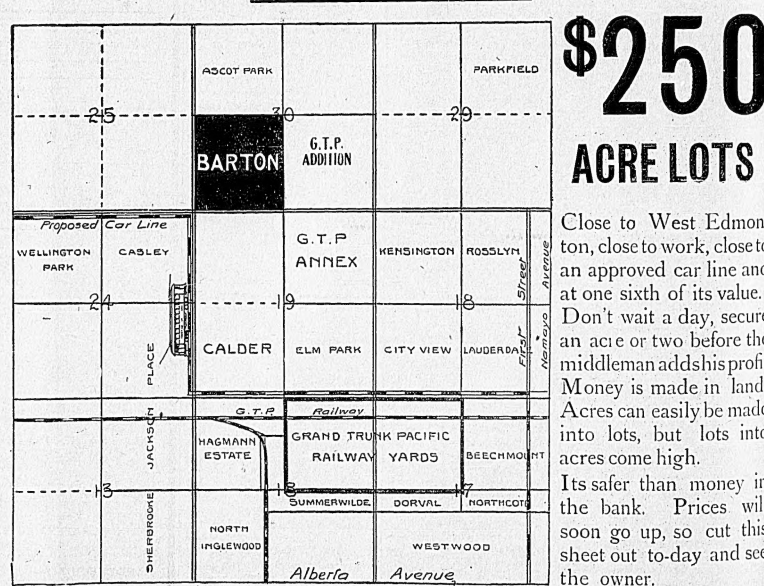 ASCOT PARK
PARKFIELD
25
30
29
BARTON
G.T.P.
ADDITION
Proposed Car Line
WELLINGTON
PARK
CASLEY
G.T.P
ANNEX
KENSINGTON
ROSSLYN
First Street
Namayo Avenue
24
19
18
CALDER
ELM PARK
CITY VIEW
LAUDERDA
G.T.P. Railway
SHERBROOKE JACKSON PLACE
HAGMANN
ESTATE
GRAND TRUNK PACIFIC
RAILWAY YARDS
BEECHMOUNT
13
18
17
SUMMERWILDE
DORVAL
NORTHCOT
NORTH
INGLEWOOD
WESTWOOD
Alberta Avenue
$250
ACRE LOTS
Close to West Edmon
ton, close to work, close to
an approved car line and
at one sixth of its value.
Don't wait a day, secure
an acre or two before the
middleman adds his profi
Money is made in land
Acres can easily be made
into lots, but lots into
acres come high.
Its safer than money in
the bank. Prices wil
soon go up, so cut this
sheet out to-day and see
the owner.